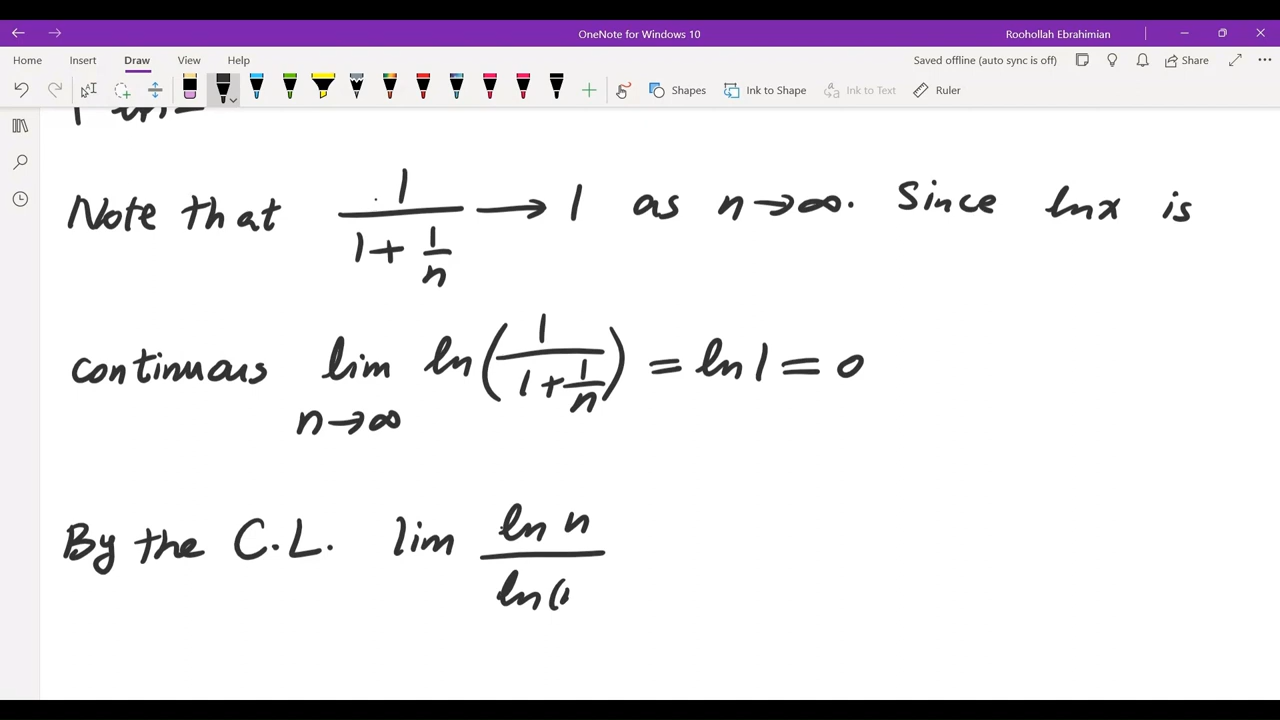 OneNote for Windows 10
Roohollah Ebrahimian
Home Insert Draw View Help
Saved offline (auto sync is off) Share
Shapes Ink to Shape Ink to Text Ruler
Note that 1/(1 + 1/n) → 1 as n→∞. Since ln x is
continuous lim n→∞ ln(1/(1 + 1/n)) = ln 1 = 0
By the C.L. lim ln n / ln(